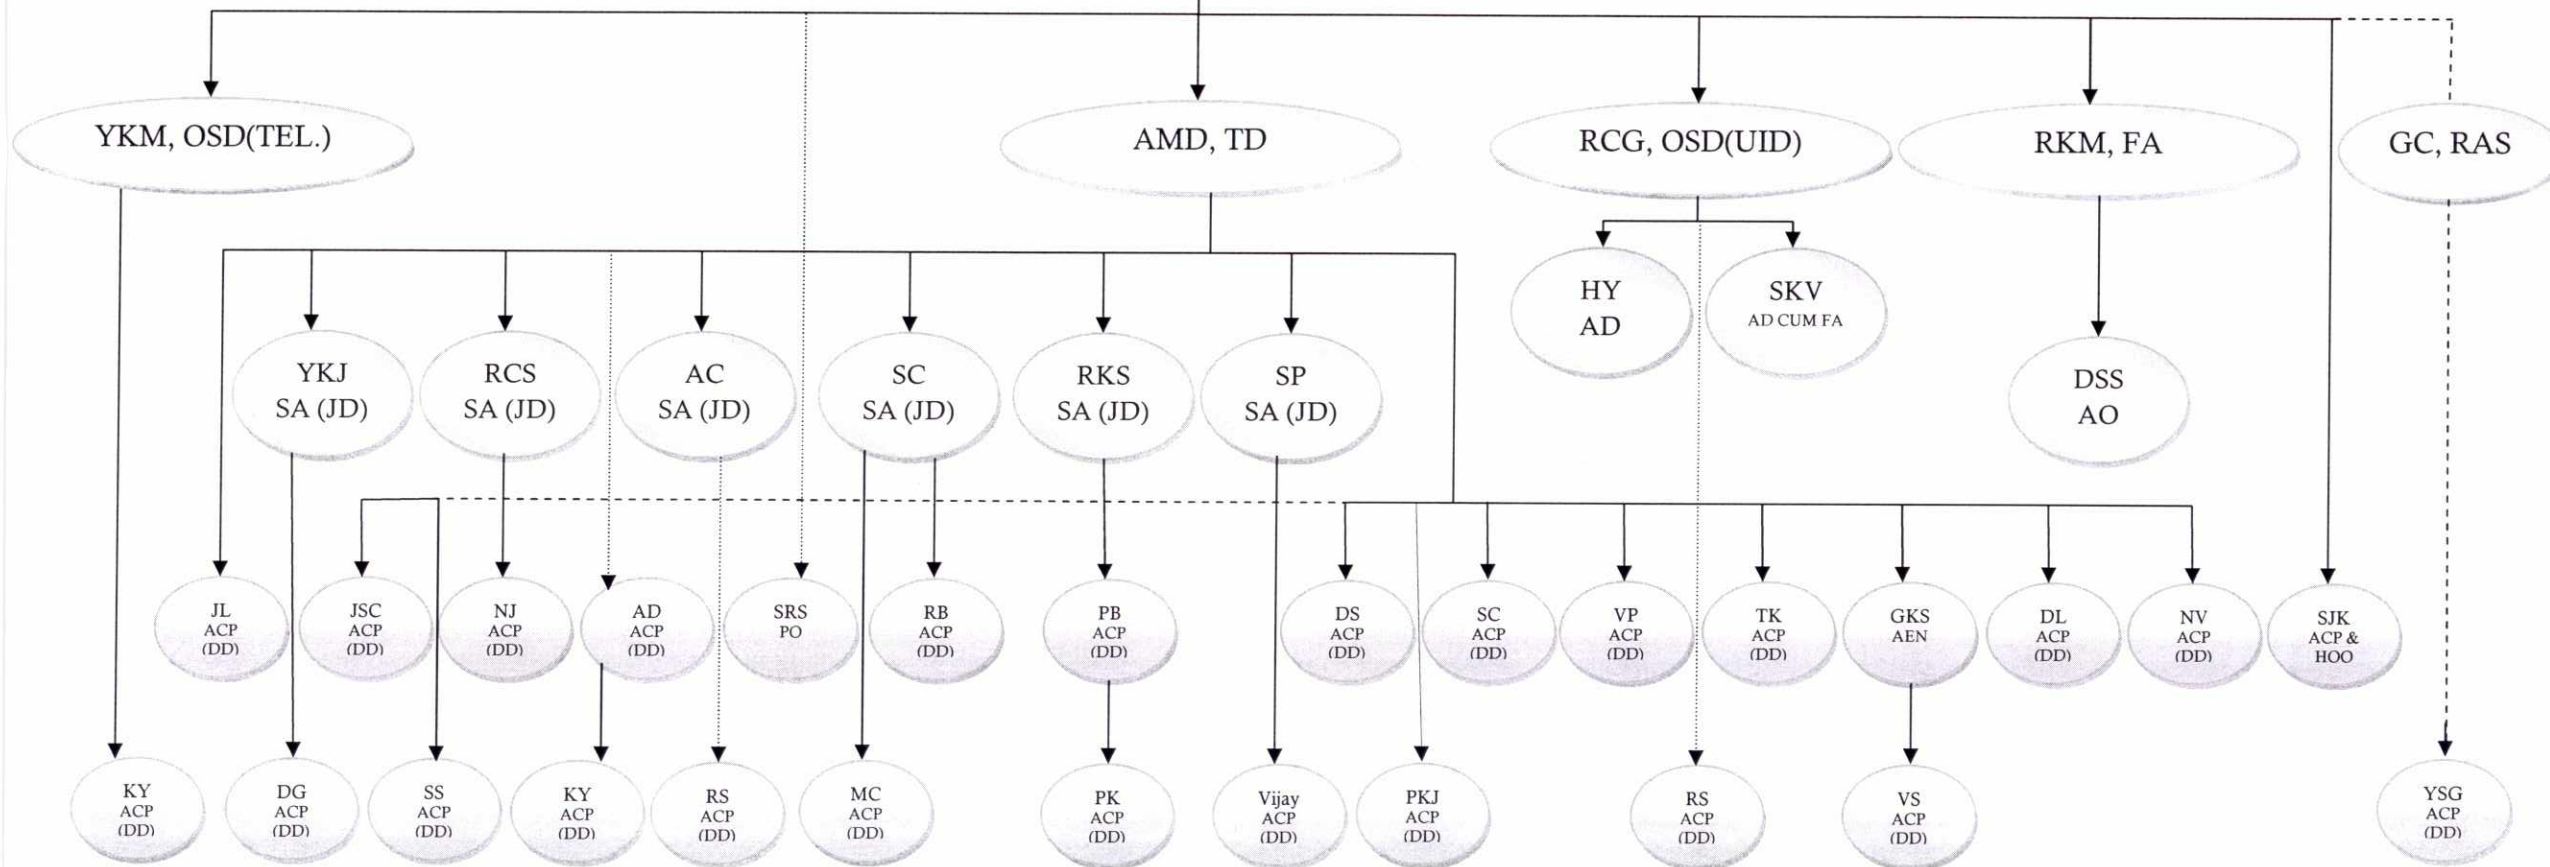 YKM, OSD(TEL.)
AMD, TD
RCG, OSD(UID)
RKM, FA
GC, RAS
HY
AD
SKV
AD CUM FA
YKJ
SA (JD)
RCS
SA (JD)
AC
SA (JD)
SC
SA (JD)
RKS
SA (JD)
SP
SA (JD)
DSS
AO
JL
ACP
(DD)
JSC
ACP
(DD)
NJ
ACP
(DD)
AD
ACP
(DD)
SRS
PO
RB
ACP
(DD)
PB
ACP
(DD)
DS
ACP
(DD)
SC
ACP
(DD)
VP
ACP
(DD)
TK
ACP
(DD)
GKS
AEN
DL
ACP
(DD)
NV
ACP
(DD)
SJK
ACP &
HOO
KY
ACP
(DD)
DG
ACP
(DD)
SS
ACP
(DD)
KY
ACP
(DD)
RS
ACP
(DD)
MC
ACP
(DD)
PK
ACP
(DD)
Vijay
ACP
(DD)
PKJ
ACP
(DD)
RS
ACP
(DD)
VS
ACP
(DD)
YSG
ACP
(DD)